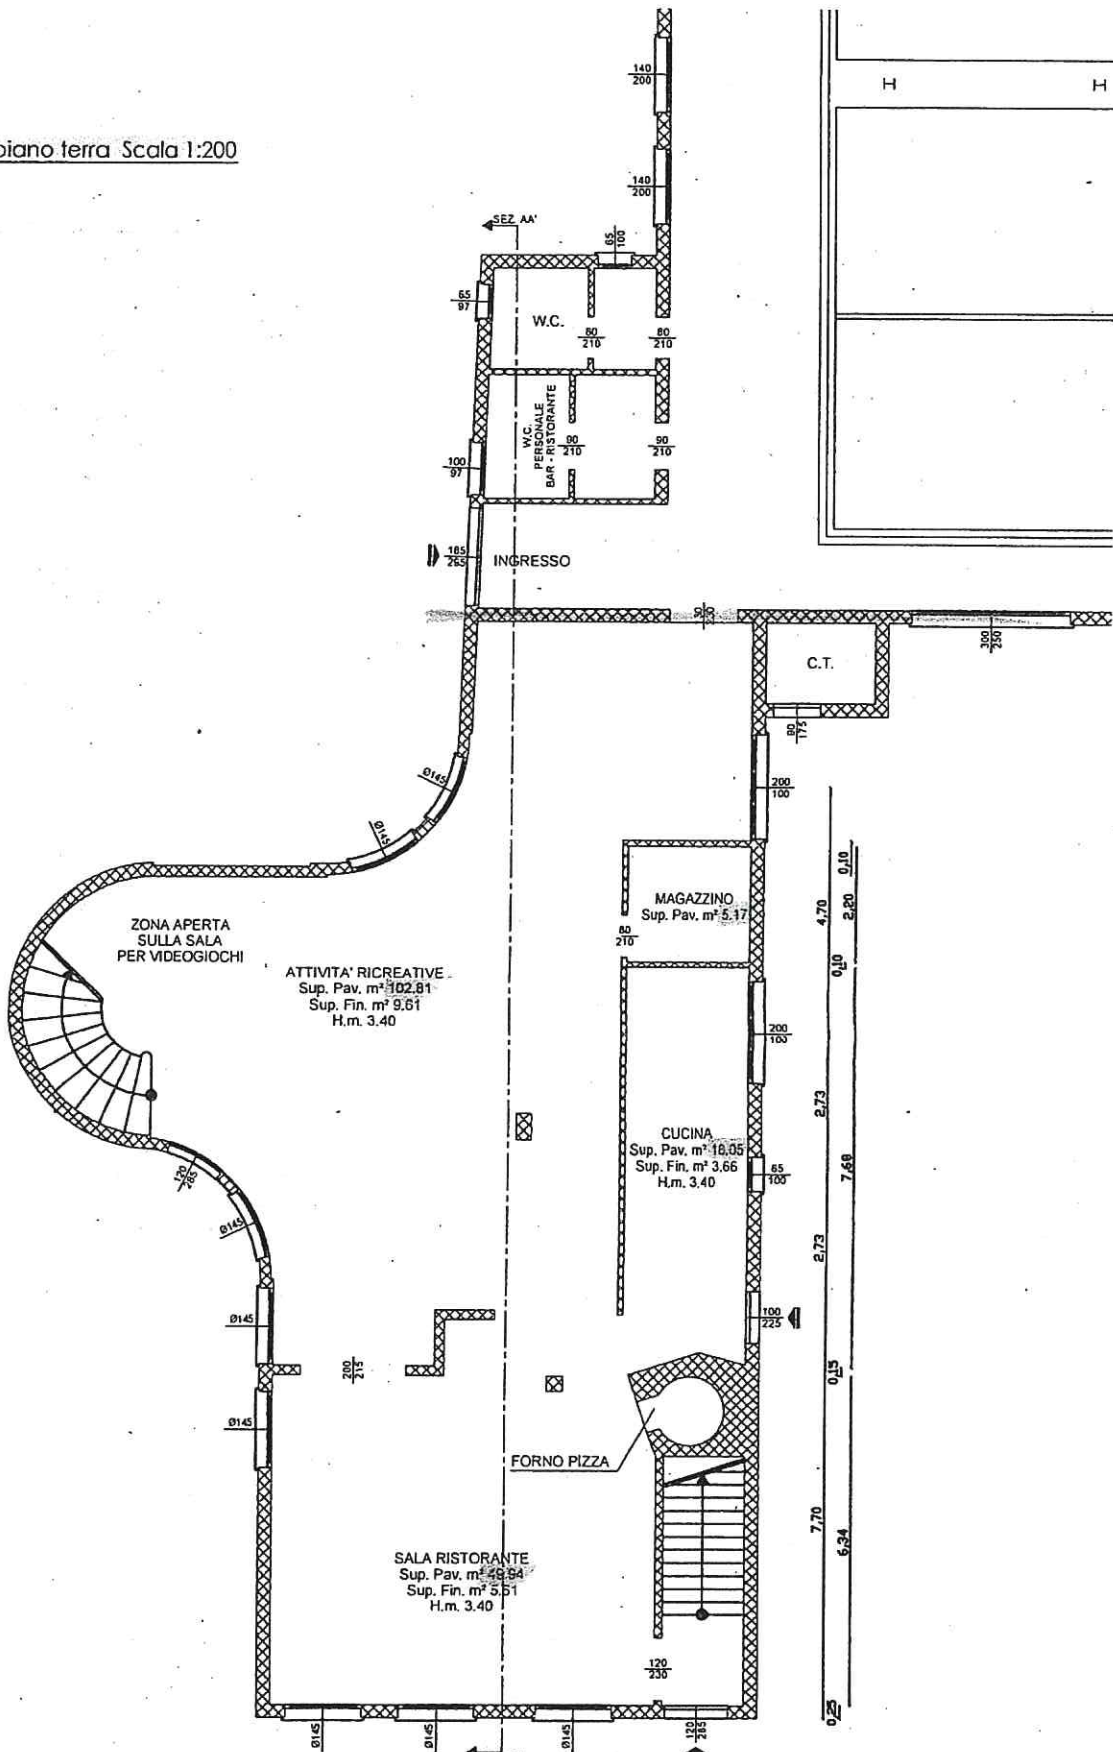 piano terra Scala 1:200
140
200
H
H
140
200
SEZ AA'
65
100
65
97
W.C.
80
210
80
210
W.C.
PERSONALE
BAR - RISTORANTE
90
210
90
210
100
97
185
265
INGRESSO
300
250
C.T.
80
175
Ø145
Ø145
200
100
MAGAZZINO
Sup. Pav. m² 5.17
80
210
0,10
2,20
4,70
0,10
ZONA APERTA
SULLA SALA
PER VIDEOGIOCHI
ATTIVITA' RICREATIVE
Sup. Pav. m² 102.81
Sup. Fin. m² 9.61
H.m. 3.40
200
100
CUCINA
Sup. Pav. m² 18.05
Sup. Fin. m² 3.66
H.m. 3.40
65
100
2,73
7,68
2,73
120
285
Ø145
Ø145
100
225
200
215
0,15
Ø145
FORNO PIZZA
7,70
6,34
SALA RISTORANTE
Sup. Pav. m² 49.94
Sup. Fin. m² 5.51
H.m. 3.40
120
230
0,25
Ø145
Ø145
Ø145
120
285